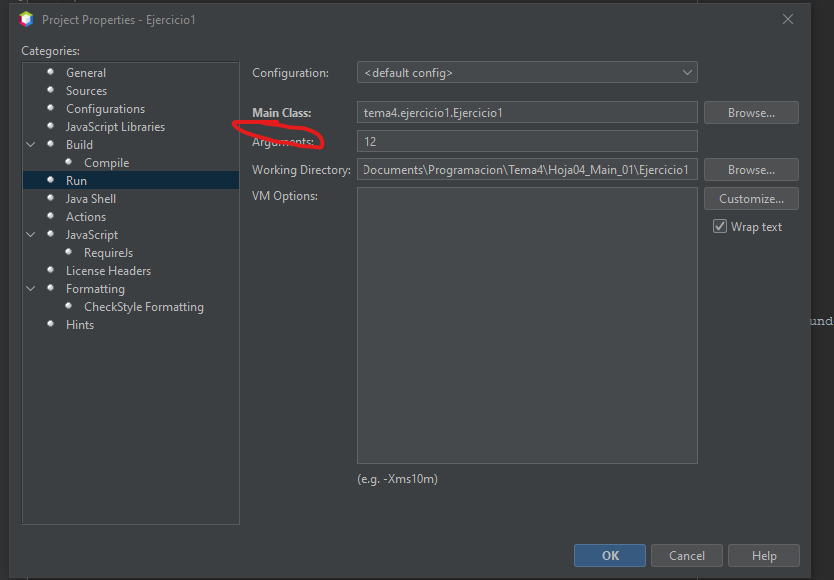 Project Properties - Ejercicio1
Categories:
General
Sources
Configurations
JavaScript Libraries
Build
Compile
Run
Java Shell
Actions
JavaScript
RequireJs
License Headers
Formatting
CheckStyle Formatting
Hints
Configuration: <default config>
Main Class: tema4.ejercicio1.Ejercicio1 Browse...
Arguments: 12
Working Directory: Documents\Programacion\Tema4\Hoja04_Main_01\Ejercicio1 Browse...
VM Options: Customize...
Wrap text
(e.g. -Xms10m)
OK Cancel Help